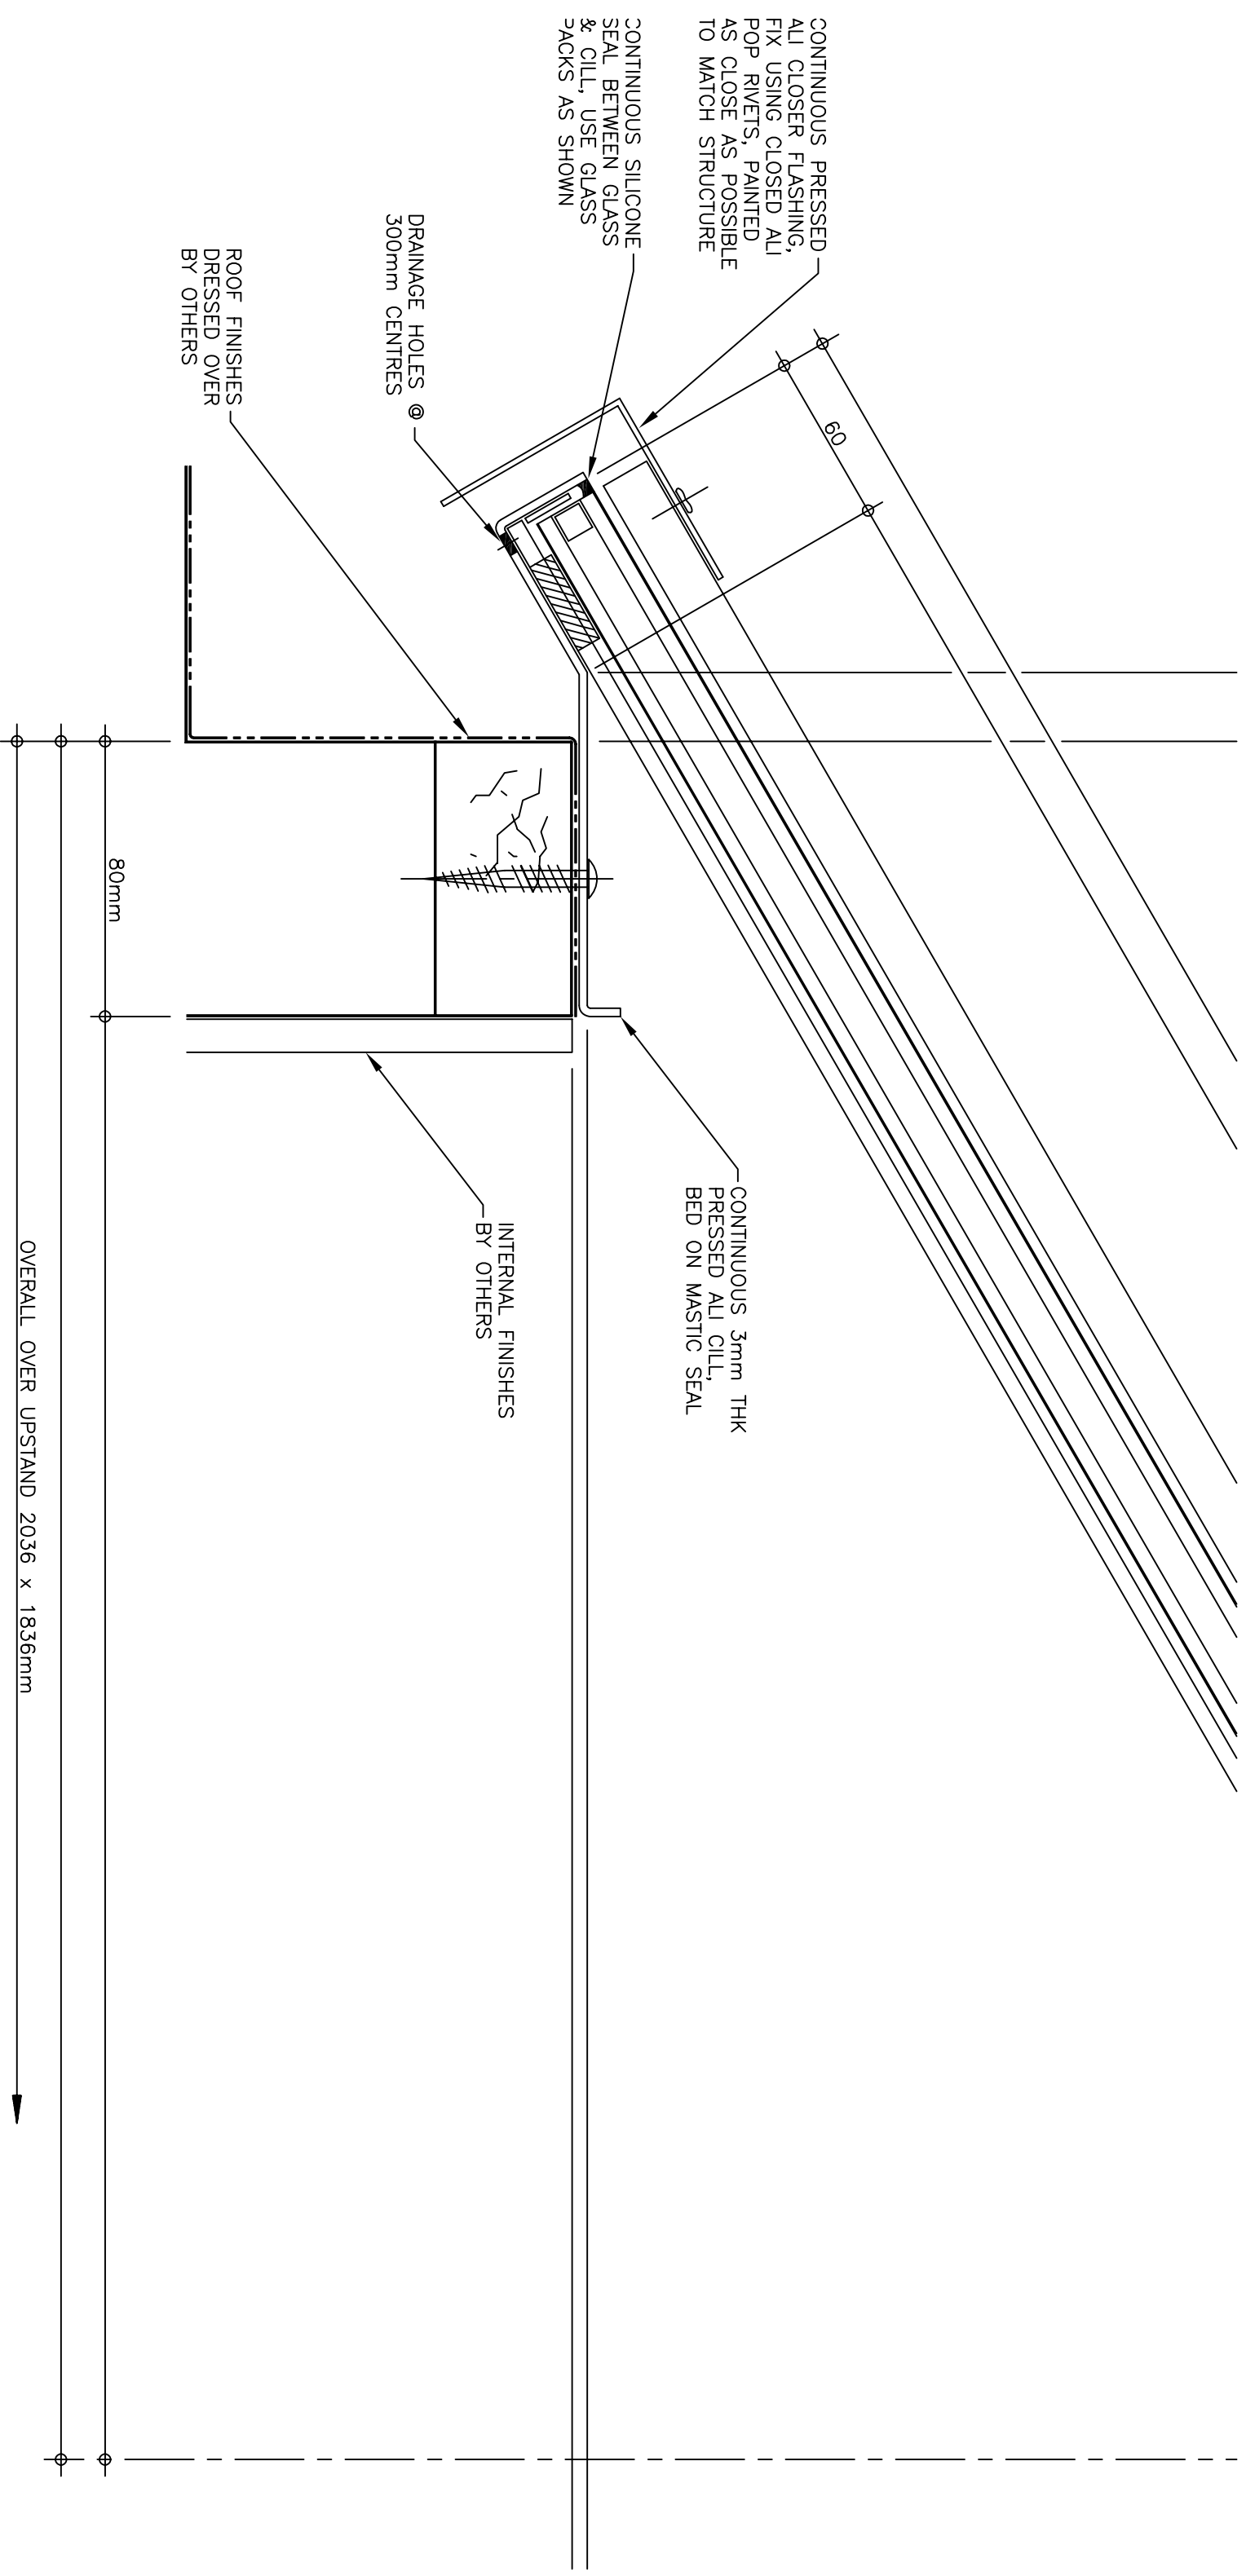 CONTINUOUS PRESSED
ALI CLOSER FLASHING,
FIX USING CLOSED ALI
POP RIVETS, PAINTED
AS CLOSE AS POSSIBLE
TO MATCH STRUCTURE
CONTINUOUS SILICONE
SEAL BETWEEN GLASS
& CILL, USE GLASS
PACKS AS SHOWN
DRAINAGE HOLES @
300mm CENTRES
ROOF FINISHES
DRESSED OVER
BY OTHERS
60
CONTINUOUS 3mm THK
PRESSED ALI CILL,
BED ON MASTIC SEAL
INTERNAL FINISHES
BY OTHERS
80mm
OVERALL OVER UPSTAND 2036 x 1836mm